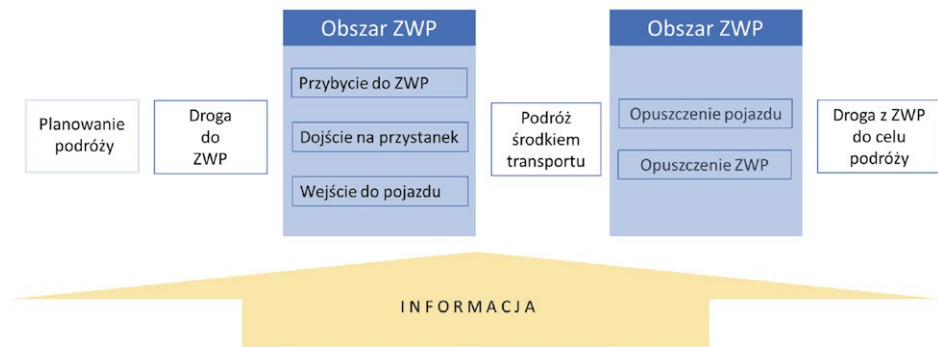 Planowanie
podróży
Droga
do
ZWP
Obszar ZWP
Przybycie do ZWP
Dojście na przystanek
Wejście do pojazdu
Podróż
środkiem
transportu
Obszar ZWP
Opuszczenie pojazdu
Opuszczenie ZWP
Droga z ZWP
do celu
podróży
INFORMACJA